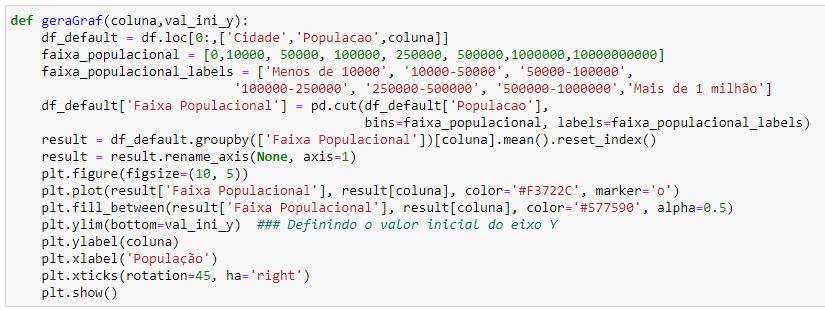 def geraGraf(coluna,val_ini_y):
    df_default = df.loc[0:,['Cidade','Populacao',coluna]]
    faixa_populacional = [0,10000, 50000, 100000, 250000, 500000,1000000,10000000000]
    faixa_populacional_labels = ['Menos de 10000', '10000-50000', '50000-100000',
                             '100000-250000', '250000-500000', '500000-1000000','Mais de 1 milhão']
    df_default['Faixa Populacional'] = pd.cut(df_default['Populacao'],
                                              bins=faixa_populacional, labels=faixa_populacional_labels)
    result = df_default.groupby(['Faixa Populacional'])[coluna].mean().reset_index()
    result = result.rename_axis(None, axis=1)
    plt.figure(figsize=(10, 5))
    plt.plot(result['Faixa Populacional'], result[coluna], color='#F3722C', marker='o')
    plt.fill_between(result['Faixa Populacional'], result[coluna], color='#577590', alpha=0.5)
    plt.ylim(bottom=val_ini_y)  ### Definindo o valor inicial do eixo Y
    plt.ylabel(coluna)
    plt.xlabel('População')
    plt.xticks(rotation=45, ha='right')
    plt.show()